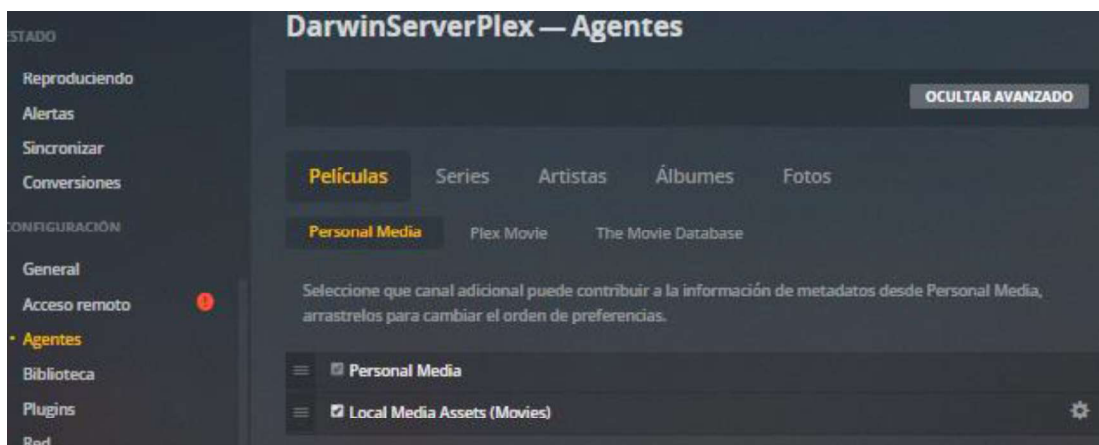 DarwinServerPlex — Agentes
ESTADO
Reproduciendo
Alertas
Sincronizar
Conversiones
CONFIGURACIÓN
General
Acceso remoto
Agentes
Biblioteca
Plugins
Red
OCULTAR AVANZADO
Películas Series Artistas Álbumes Fotos
Personal Media Plex Movie The Movie Database
Seleccione que canal adicional puede contribuir a la información de metadatos desde Personal Media,
arrastrelos para cambiar el orden de preferencias.
Personal Media
Local Media Assets (Movies)